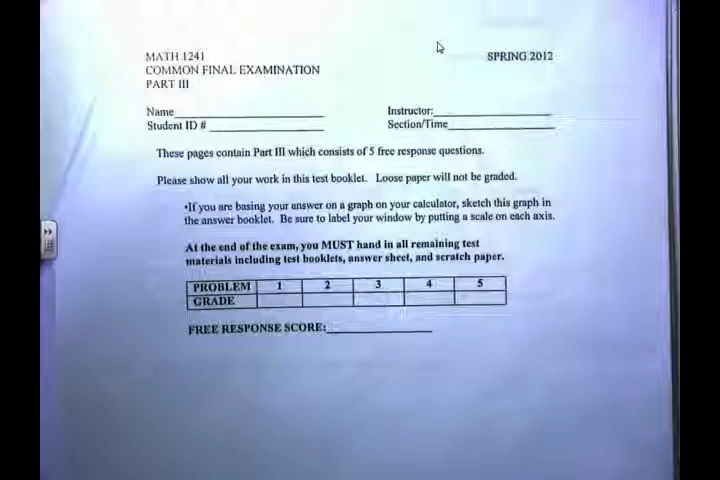 MATH 1241 SPRING 2012
COMMON FINAL EXAMINATION
PART III
Name Instructor:
Student ID # Section/Time
These pages contain Part III which consists of 5 free response questions.
Please show all your work in this test booklet. Loose paper will not be graded.
•If you are basing your answer on a graph on your calculator, sketch this graph in
the answer booklet. Be sure to label your window by putting a scale on each axis.
At the end of the exam, you MUST hand in all remaining test
materials including test booklets, answer sheet, and scratch paper.
PROBLEM 1 2 3 4 5
GRADE
FREE RESPONSE SCORE: